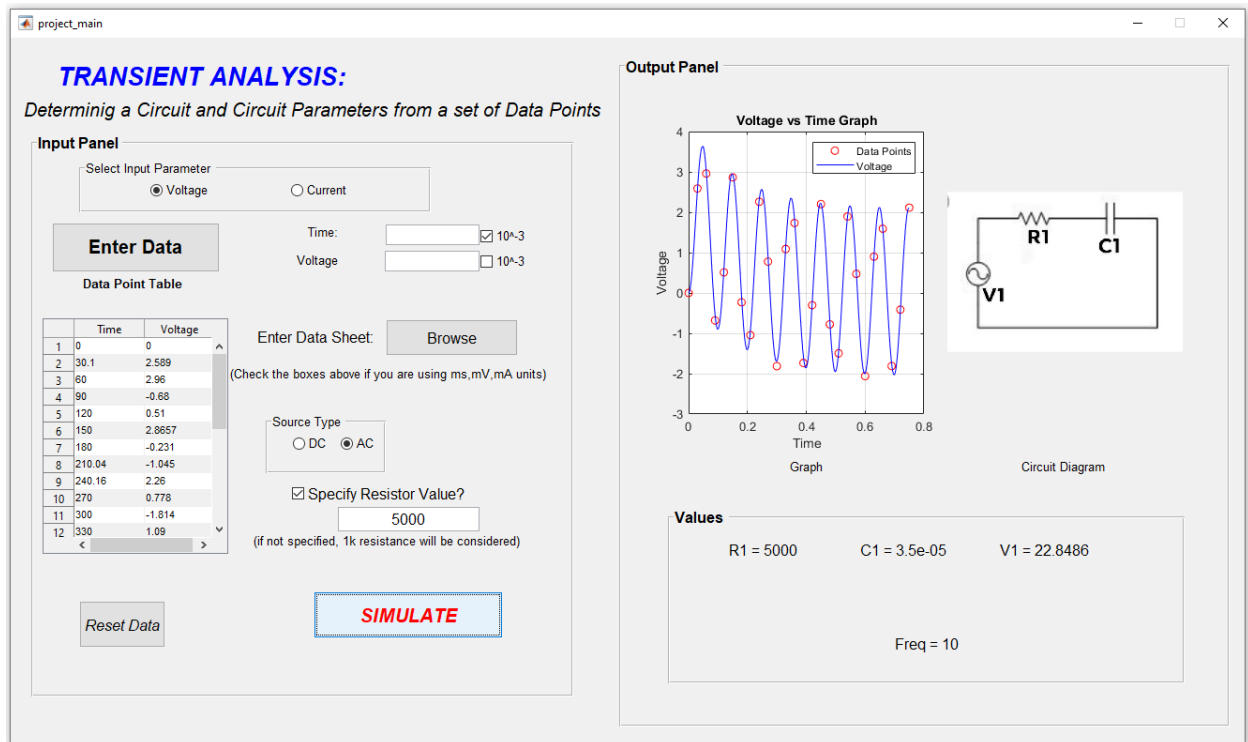 project_main
TRANSIENT ANALYSIS:
Determinig a Circuit and Circuit Parameters from a set of Data Points
Input Panel
Select Input Parameter
Voltage
Current
Enter Data
Time:
10^-3
Voltage
10^-3
Data Point Table
Time Voltage
1 0 0
2 30.1 2.589
3 60 2.96
4 90 -0.68
5 120 0.51
6 150 2.8657
7 180 -0.231
8 210.04 -1.045
9 240.16 2.26
10 270 0.778
11 300 -1.814
12 330 1.09
Enter Data Sheet:
Browse
(Check the boxes above if you are using ms,mV,mA units)
Source Type
DC
AC
Specify Resistor Value?
5000
(if not specified, 1k resistance will be considered)
Reset Data
SIMULATE
Output Panel
Voltage vs Time Graph
Data Points
Voltage
4
3
2
1
0
-1
-2
-3
Voltage
0 0.2 0.4 0.6 0.8
Time
Graph
R1
C1
V1
Circuit Diagram
Values
R1 = 5000
C1 = 3.5e-05
V1 = 22.8486
Freq = 10